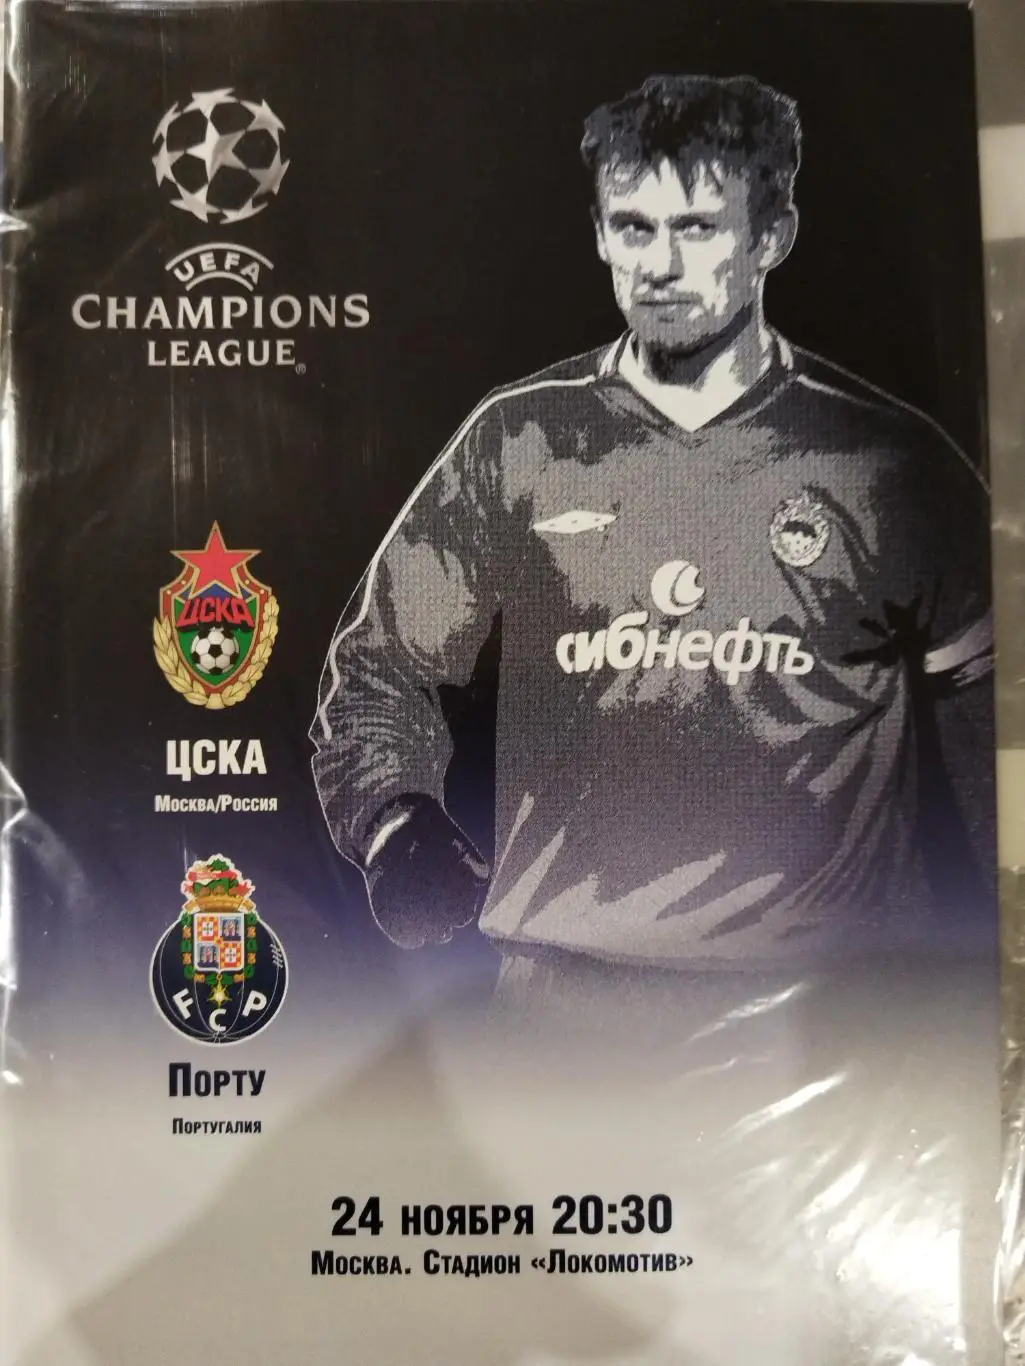 UEFA
CHAMPIONS
LEAGUE®
ЦСКА
ЦСКА
Москва/Россия
FCP
Порту
Португалия
сибнефть
24 ноября 20:30
Москва. Стадион «Локомотив»